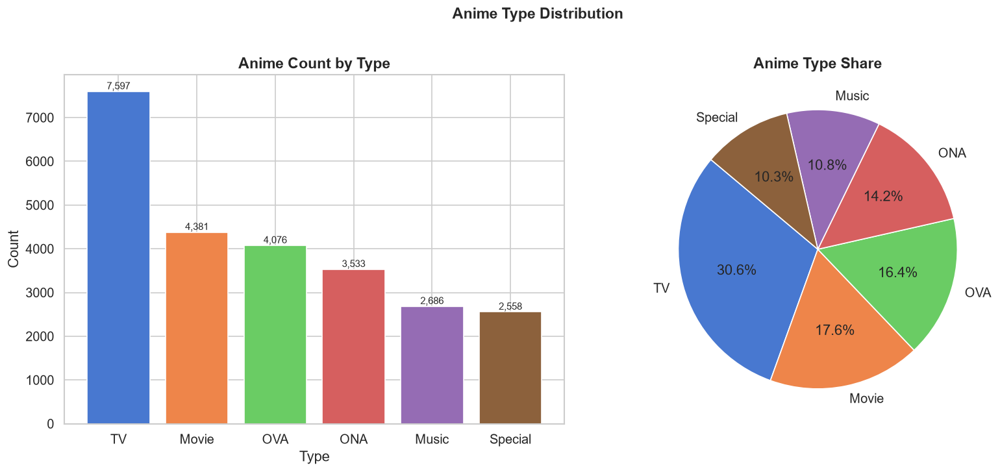 Anime Type Distribution
Anime Count by Type
7,597
4,381
4,076
3,533
2,686
2,558
7000
6000
5000
4000
3000
2000
1000
0
Count
TV
Movie
OVA
ONA
Music
Special
Type
Anime Type Share
Music
Special
ONA
10.8%
10.3%
14.2%
30.6%
16.4%
TV
OVA
17.6%
Movie